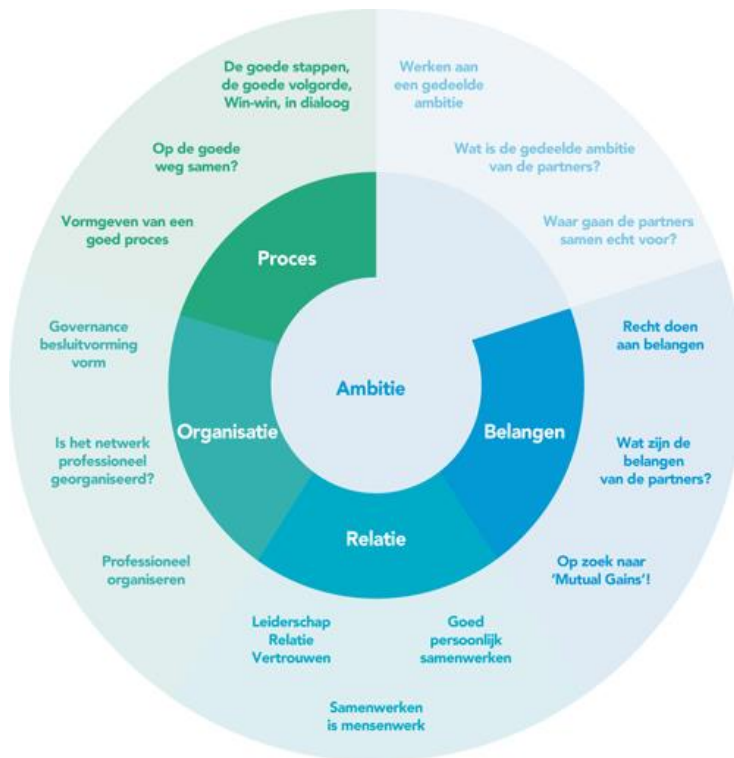 De goede stappen,
de goede volgorde,
Win-win, in dialoog
Op de goede
weg samen?
Vormgeven van een
goed proces
Proces
Werken aan
een gedeelde
ambitie
Wat is de gedeelde ambitie
van de partners?
Waar gaan de partners
samen echt voor?
Ambitie
Recht doen
aan belangen
Wat zijn de
belangen
van de partners?
Op zoek naar
‘Mutual Gains’!
Belangen
Relatie
Goed
persoonlijk
samenwerken
Samenwerken
is mensenwerk
Leiderschap
Relatie
Vertrouwen
Organisatie
Governance
besluitvorming
vorm
Is het netwerk
professioneel
georganiseerd?
Professioneel
organiseren